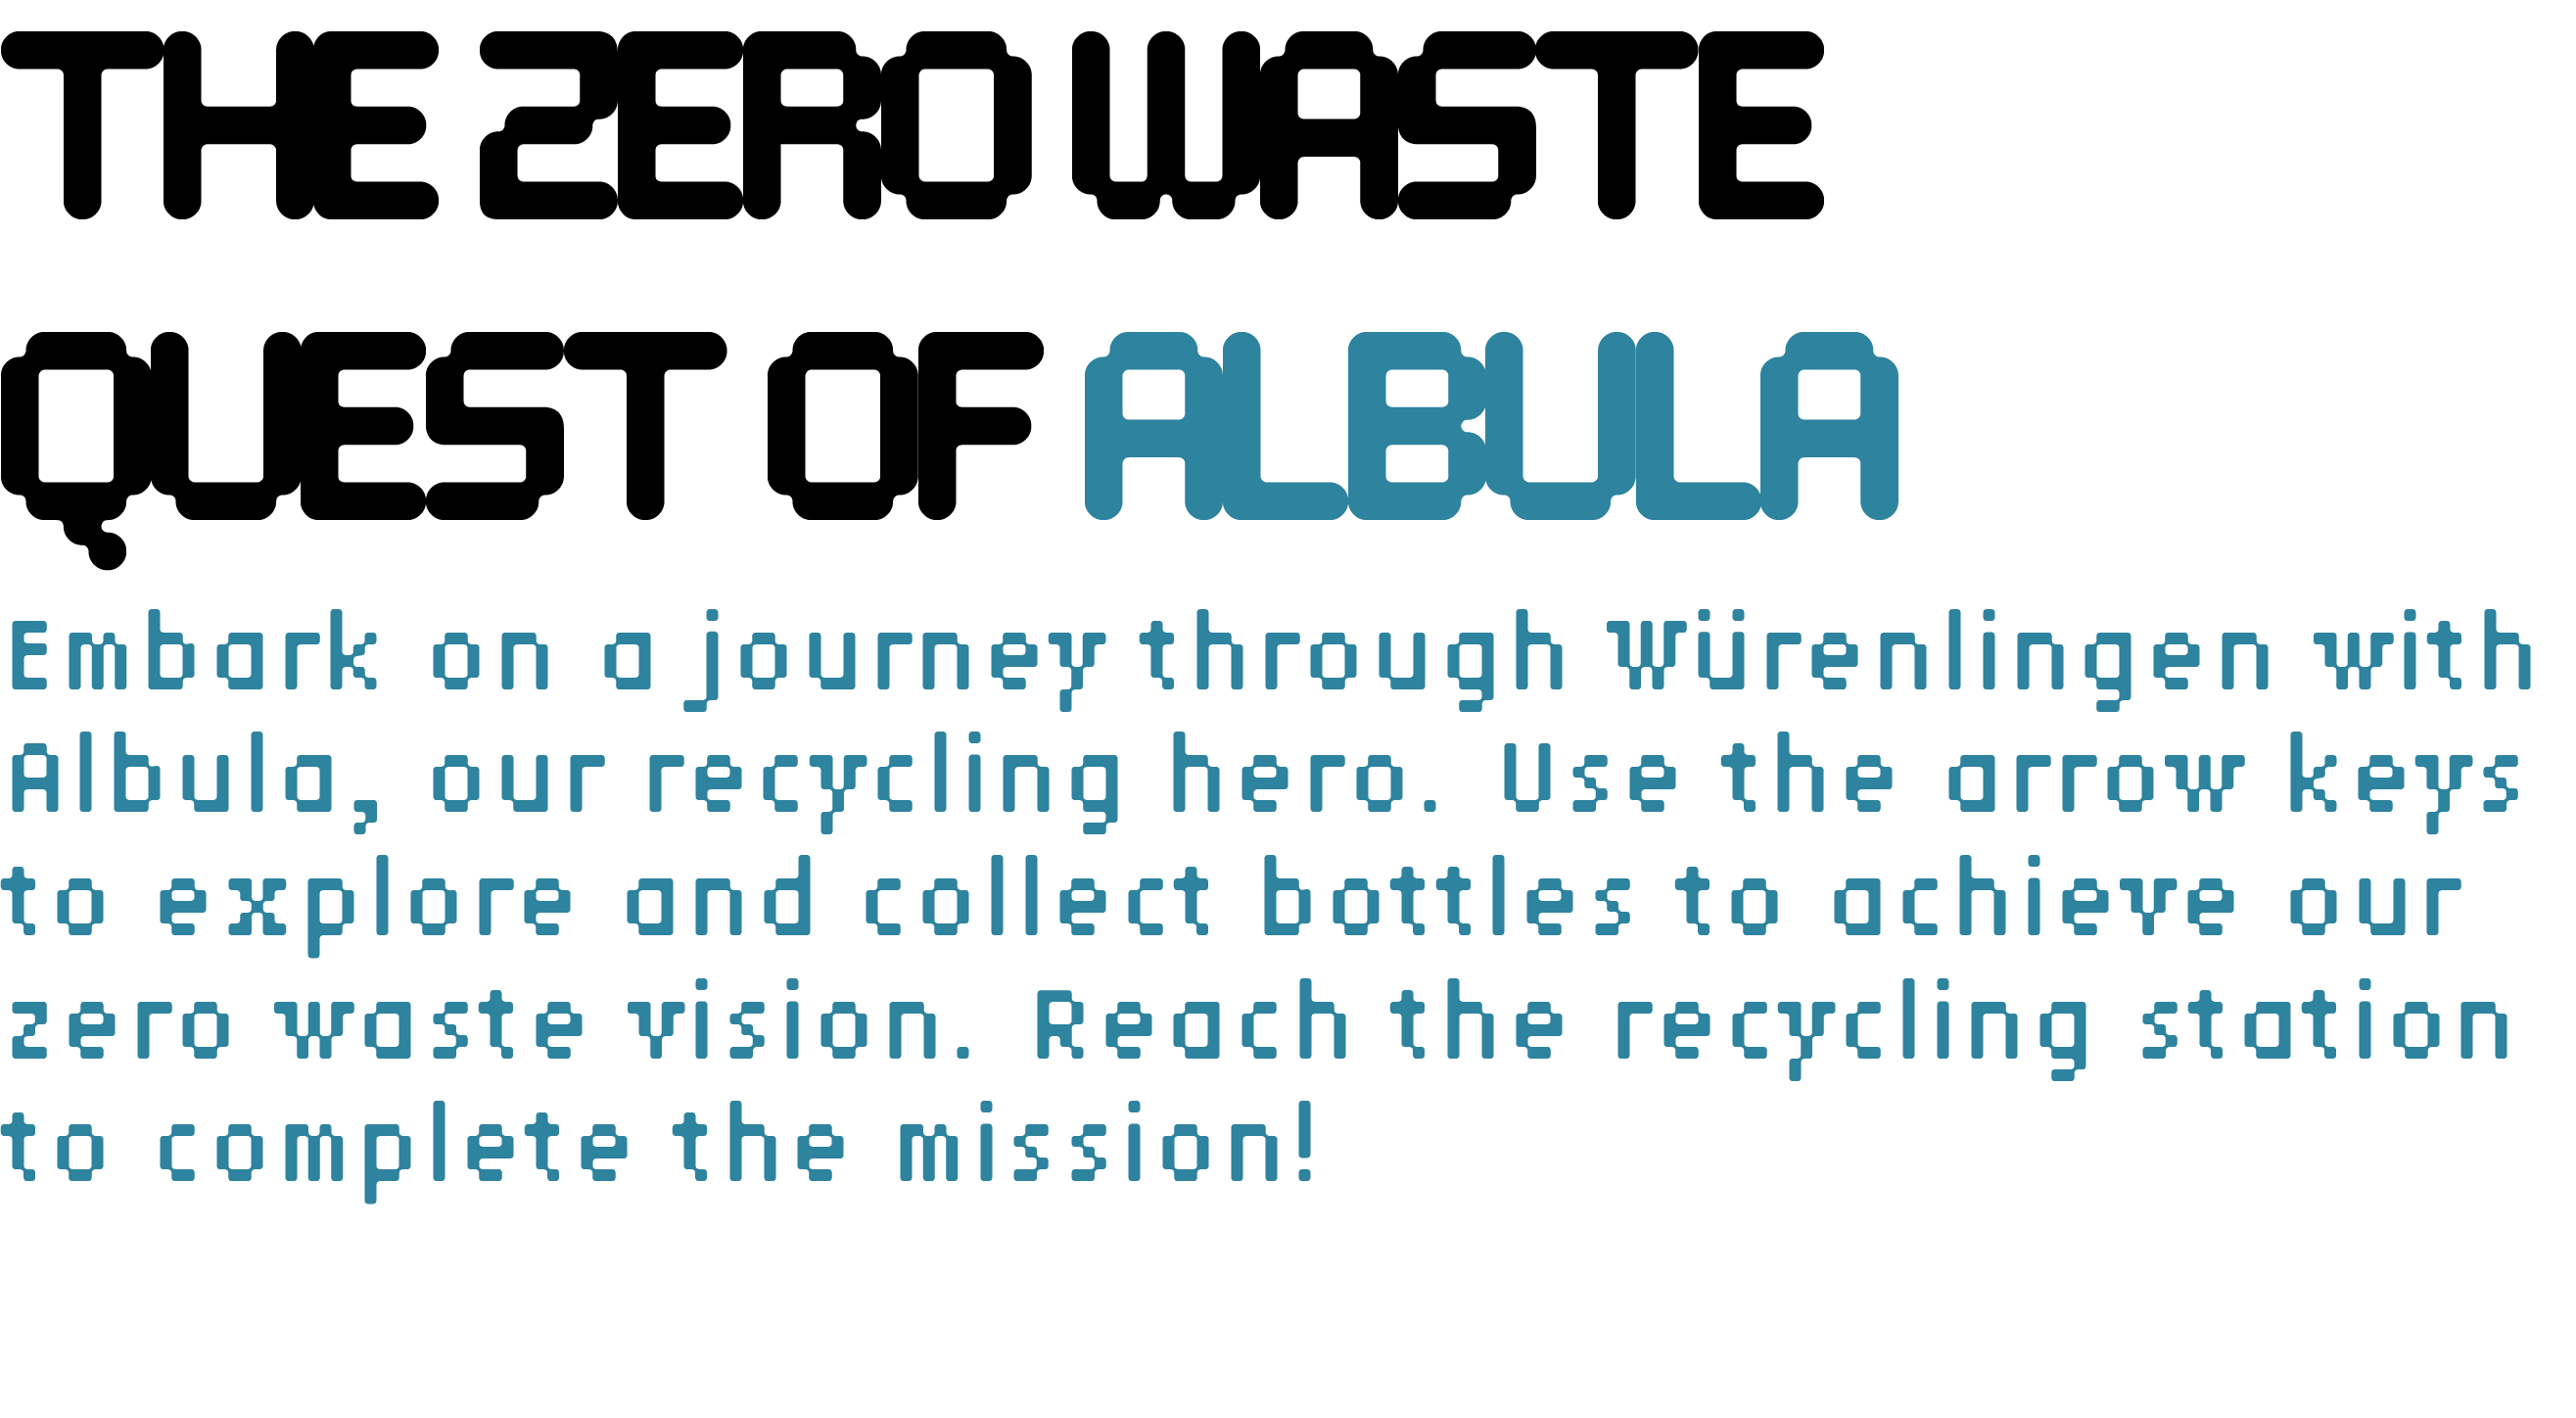 THE ZERO WASTE
QUEST OF ALBULA
Embark on a journey through Würenlingen with
Albula, our recycling hero. Use the arrow keys
to explore and collect bottles to achieve our
zero waste vision. Reach the recycling station
to complete the mission!